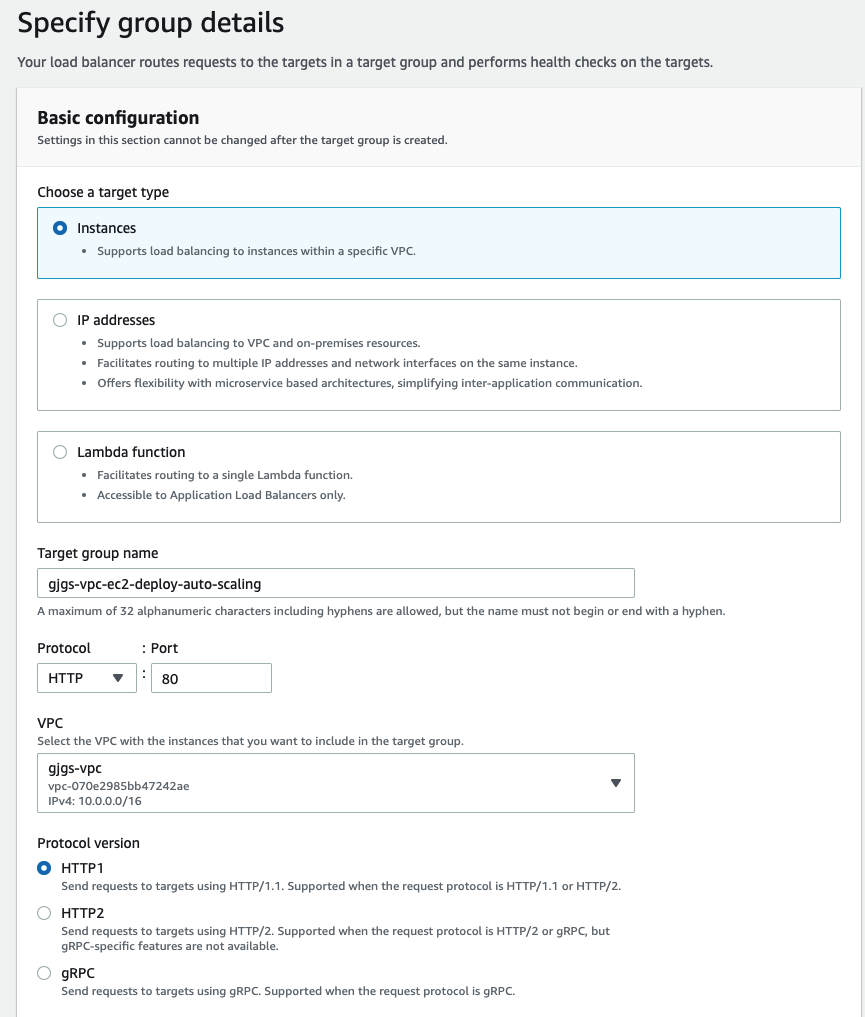 Specify group details
Your load balancer routes requests to the targets in a target group and performs health checks on the targets.
Basic configuration
Settings in this section cannot be changed after the target group is created.
Choose a target type
Instances
• Supports load balancing to instances within a specific VPC.
IP addresses
• Supports load balancing to VPC and on-premises resources.
• Facilitates routing to multiple IP addresses and network interfaces on the same instance.
• Offers flexibility with microservice based architectures, simplifying inter-application communication.
Lambda function
• Facilitates routing to a single Lambda function.
• Accessible to Application Load Balancers only.
Target group name
gjgs-vpc-ec2-deploy-auto-scaling
A maximum of 32 alphanumeric characters including hyphens are allowed, but the name must not begin or end with a hyphen.
Protocol : Port
HTTP : 80
VPC
Select the VPC with the instances that you want to include in the target group.
gjgs-vpc
vpc-070e2985bb47242ae
IPv4: 10.0.0.0/16
Protocol version
HTTP1
Send requests to targets using HTTP/1.1. Supported when the request protocol is HTTP/1.1 or HTTP/2.
HTTP2
Send requests to targets using HTTP/2. Supported when the request protocol is HTTP/2 or gRPC, but
gRPC-specific features are not available.
gRPC
Send requests to targets using gRPC. Supported when the request protocol is gRPC.